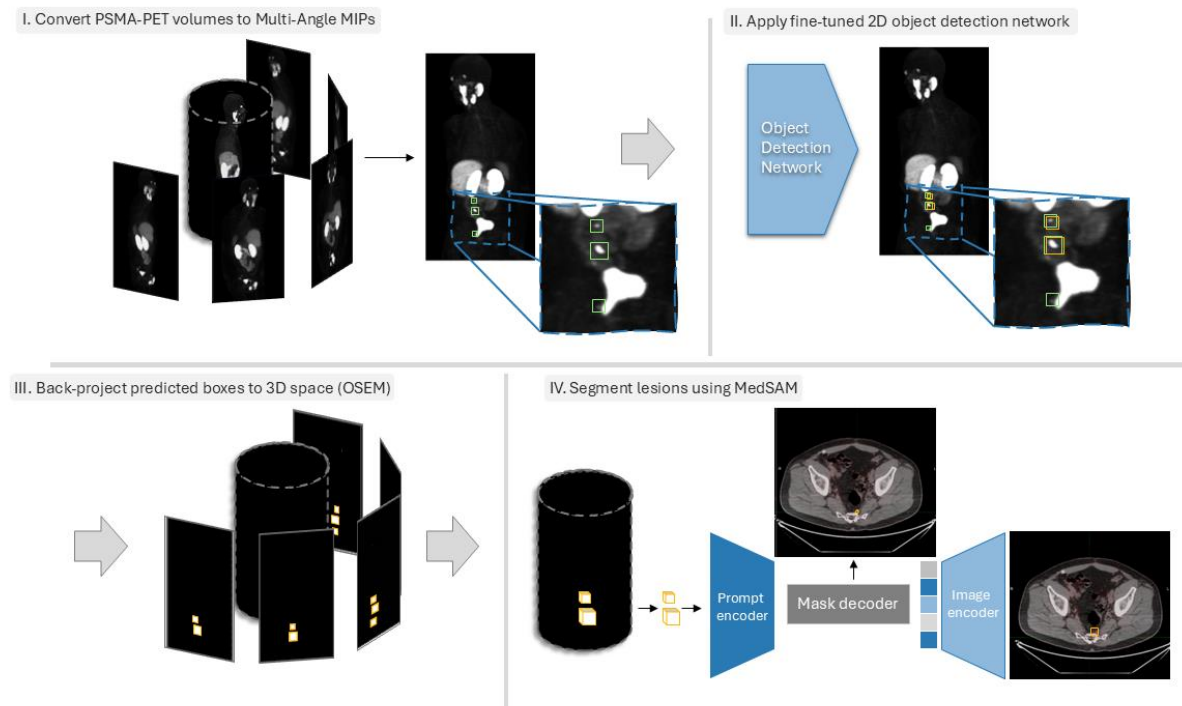 I. Convert PSMA-PET volumes to Multi-Angle MIPs
II. Apply fine-tuned 2D object detection network
Object
Detection
Network
III. Back-project predicted boxes to 3D space (OSEM)
IV. Segment lesions using MedSAM
Prompt
encoder
Mask decoder
Image
encoder